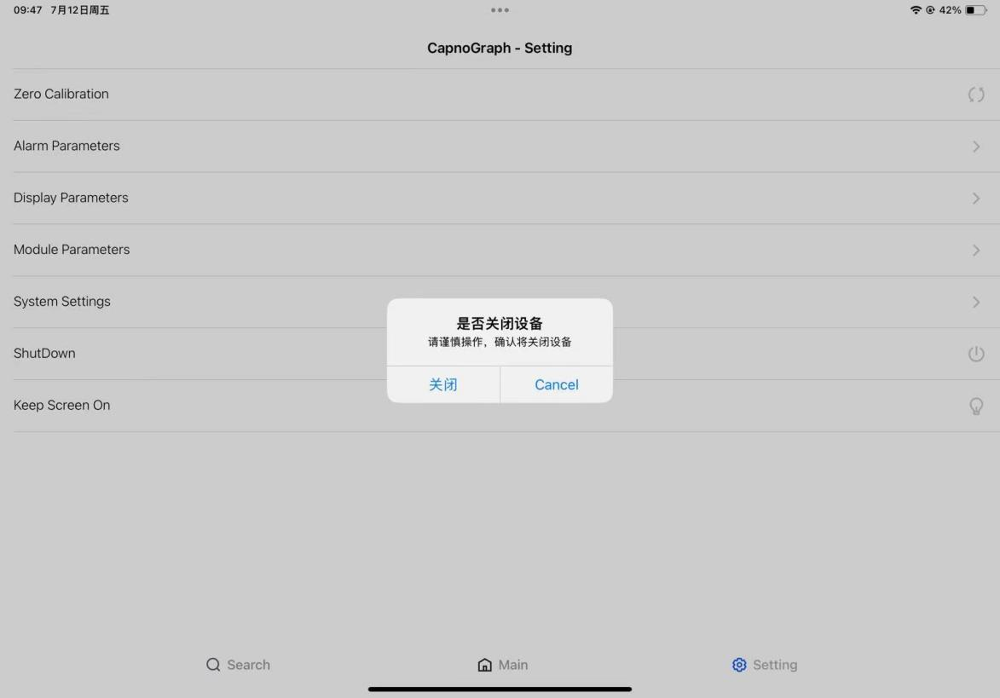 09:47 7月12日周五
42%
CapnoGraph - Setting
Zero Calibration
Alarm Parameters
Display Parameters
Module Parameters
System Settings
是否关闭设备
请谨慎操作，确认将关闭设备
ShutDown
关闭 Cancel
Keep Screen On
Search Main Setting